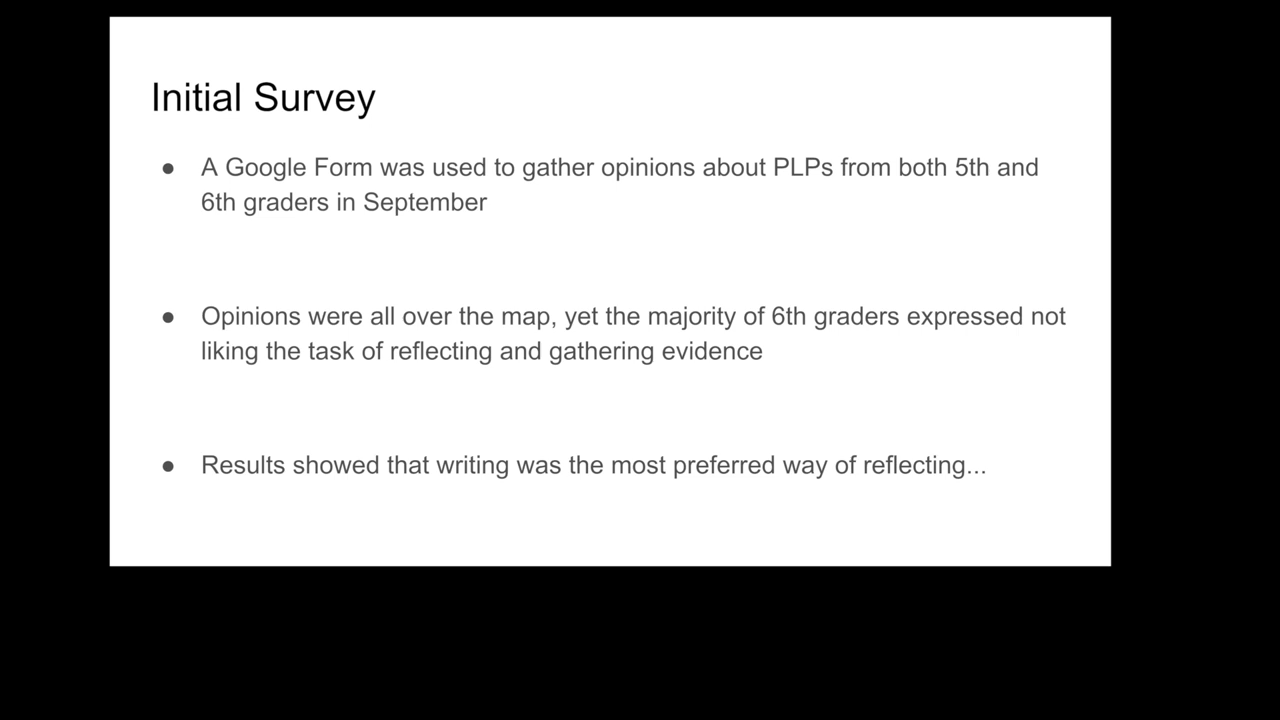 Initial Survey
● A Google Form was used to gather opinions about PLPs from both 5th and
6th graders in September
● Opinions were all over the map, yet the majority of 6th graders expressed not
liking the task of reflecting and gathering evidence
● Results showed that writing was the most preferred way of reflecting...